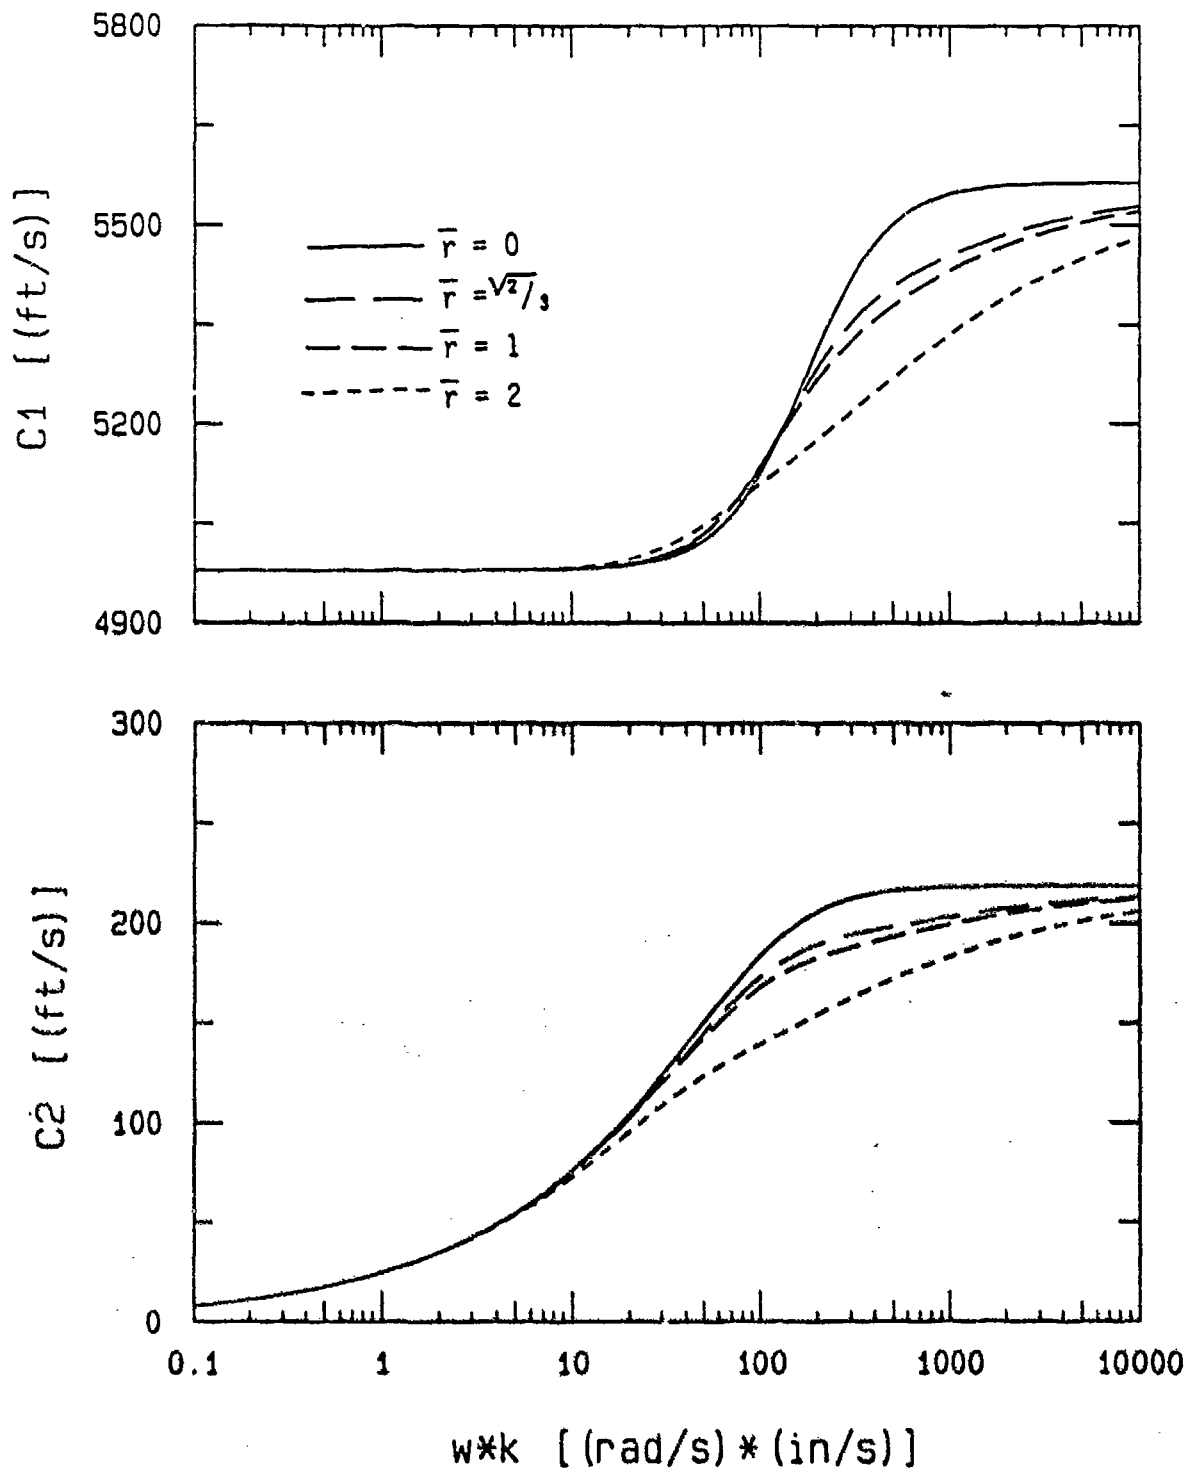 5800
5500
5200
4900
C1 [(ft/s)]
r̅ = 0
r̅ = √2/3
r̅ = 1
r̅ = 2
300
200
100
0
C2 [(ft/s)]
0.1 1 10 100 1000 10000
w*k [(rad/s)*(in/s)]